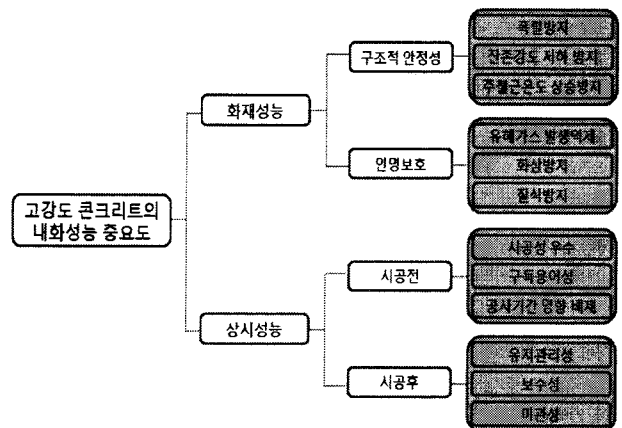 고강도 콘크리트의
내화성능 중요도
화재성능
구조적 안정성
폭렬방지
잔존강도 저하 방지
주철근온도 상승방지
인명보호
유해가스 발생억제
화상방지
질식방지
상시성능
시공전
시공성 우수
구득용이성
공사기간 영향 배제
시공후
유지관리성
보수성
미관성